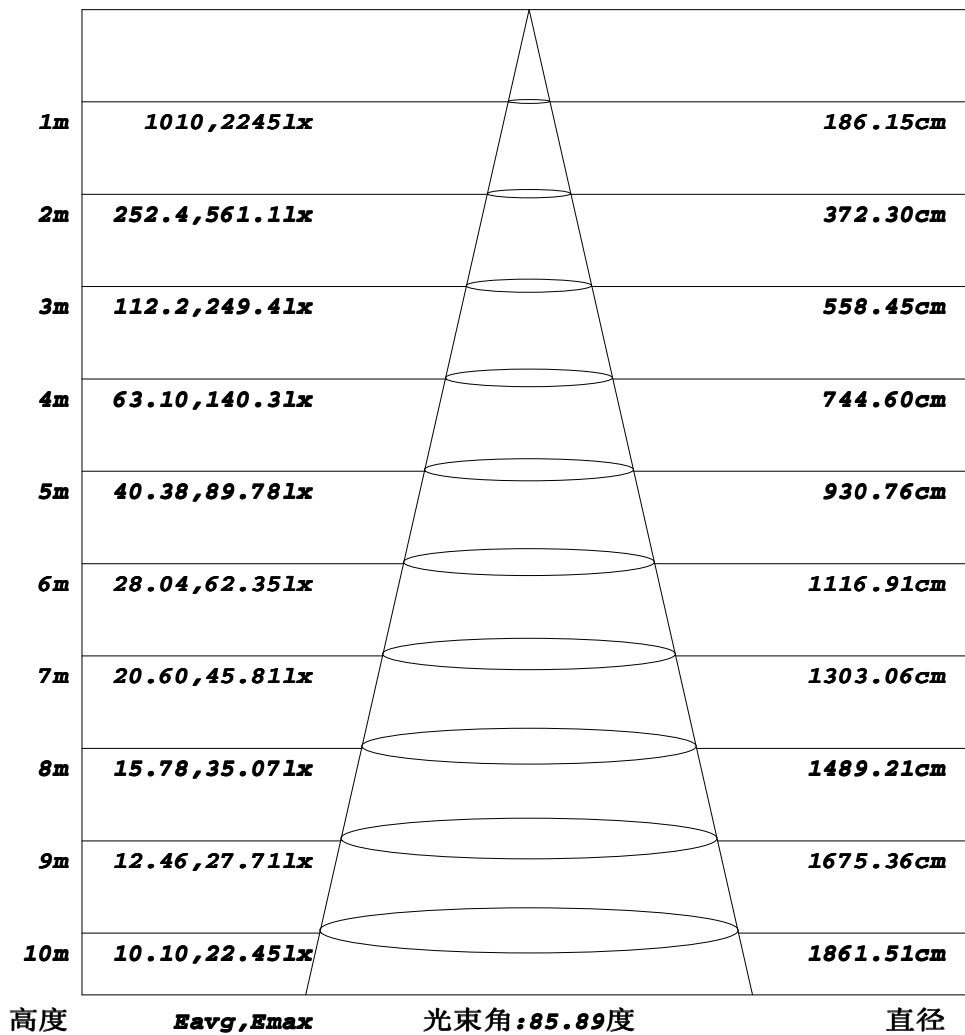 1m 1010,2245lx 186.15cm
2m 252.4,561.1lx 372.30cm
3m 112.2,249.4lx 558.45cm
4m 63.10,140.3lx 744.60cm
5m 40.38,89.78lx 930.76cm
6m 28.04,62.35lx 1116.91cm
7m 20.60,45.81lx 1303.06cm
8m 15.78,35.07lx 1489.21cm
9m 12.46,27.71lx 1675.36cm
10m 10.10,22.45lx 1861.51cm
高度 Eavg,Emax 光束角:85.89度 直径